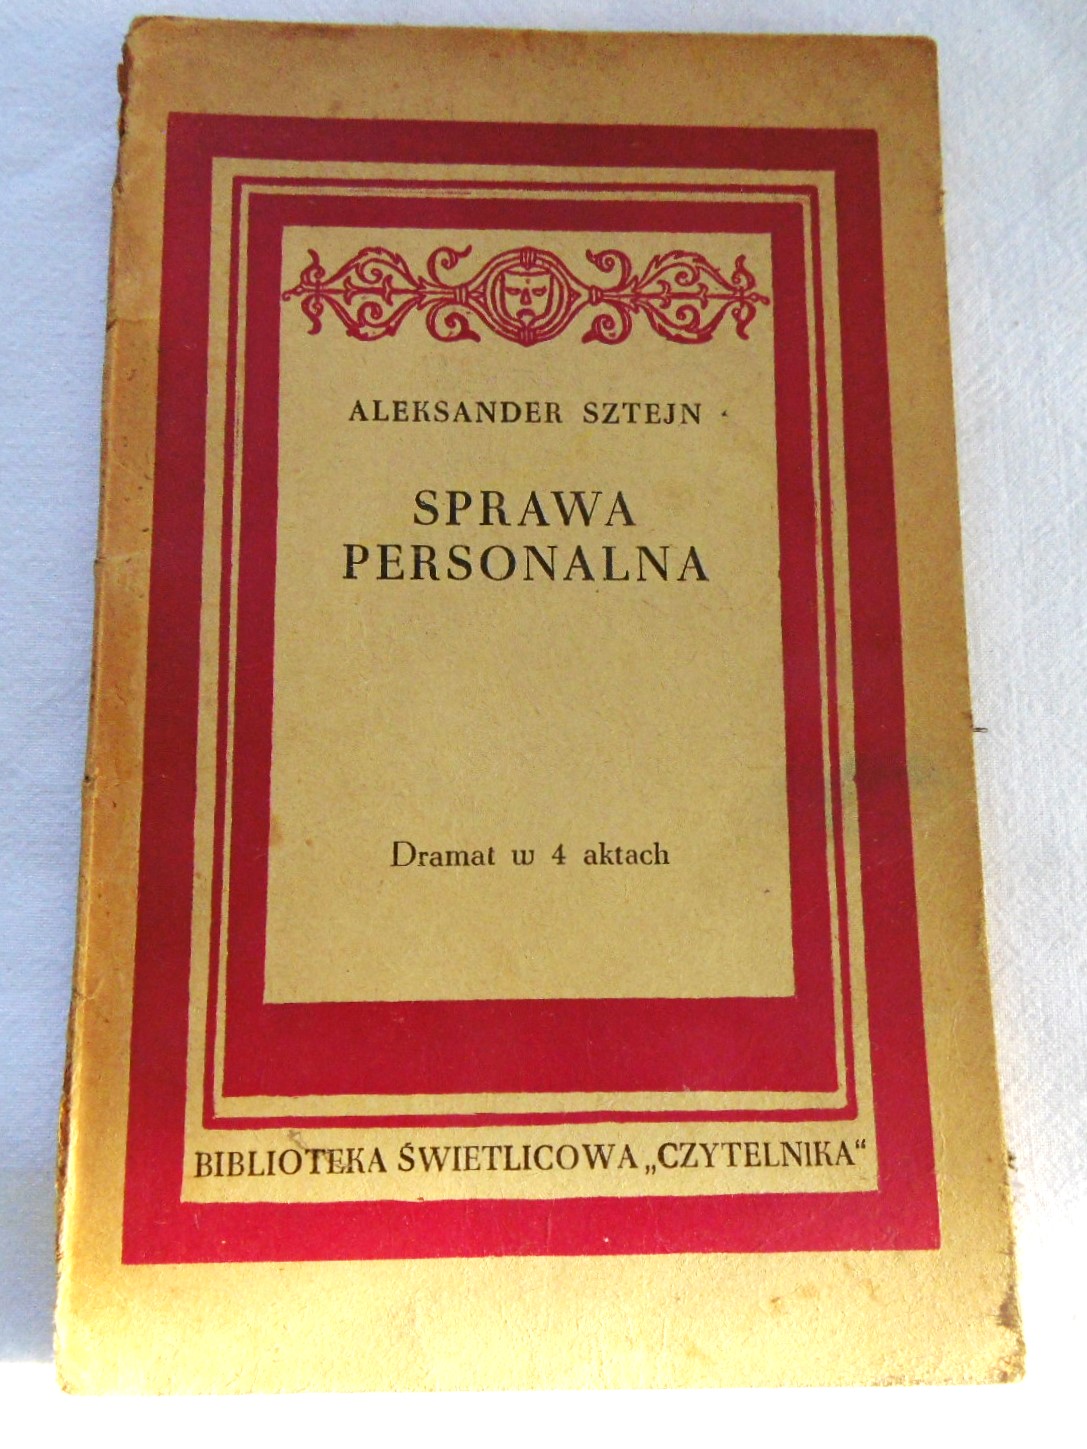 ALEKSANDER SZTEJN
SPRAWA
PERSONALNA
Dramat w 4 aktach
BIBLIOTEKA ŚWIETLICOWA „CZYTELNIKA“